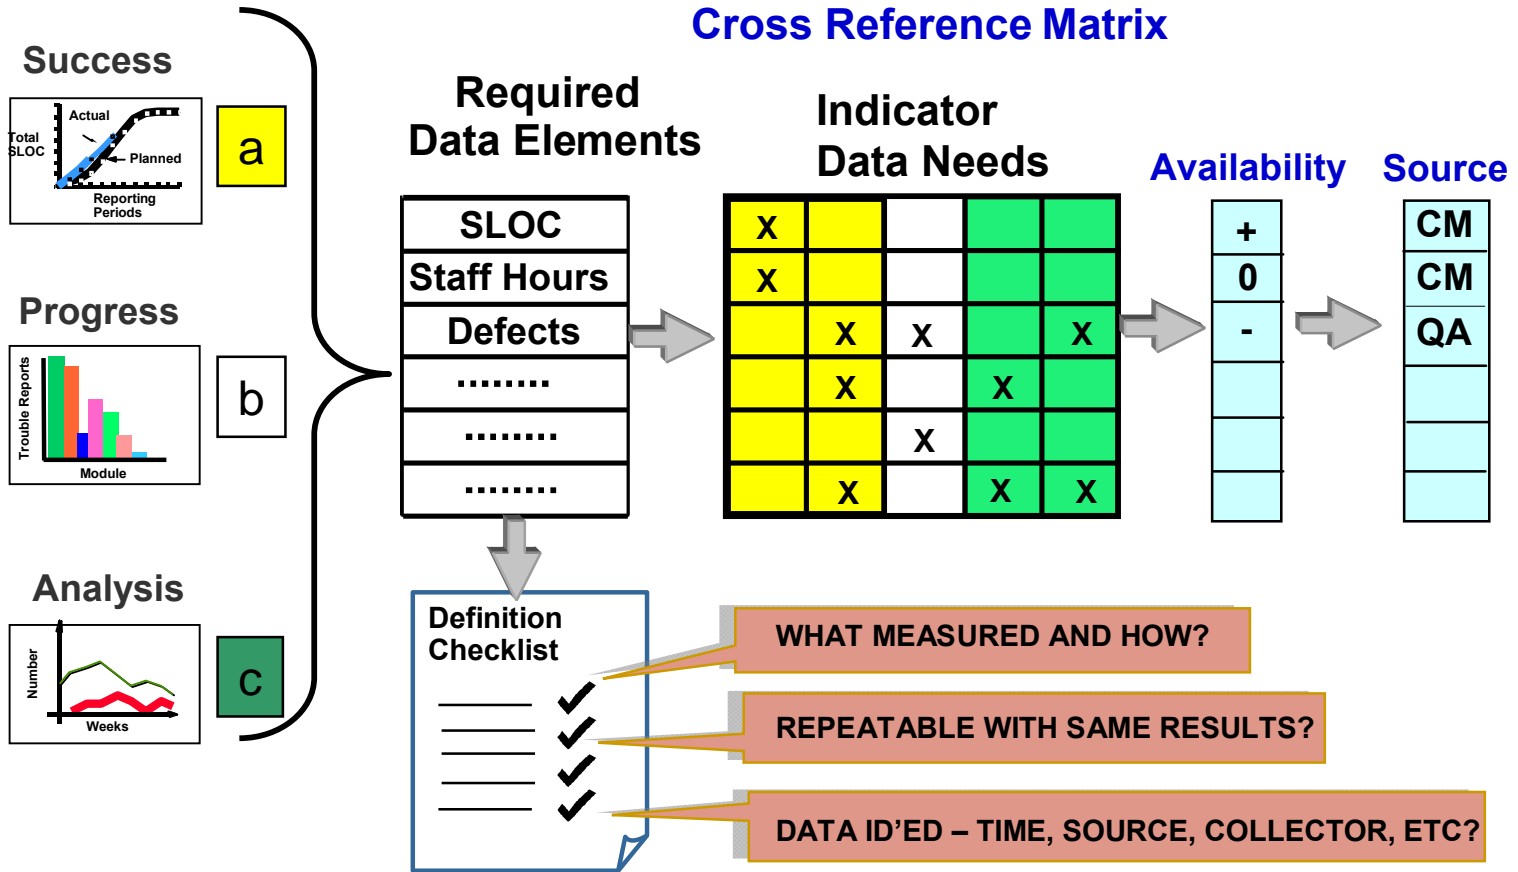 Cross Reference Matrix
Success
Actual
Total
SLOC
Planned
Reporting
Periods
a
Progress
Trouble Reports
Module
b
Analysis
Number
Weeks
c
Required
Data Elements
SLOC
Staff Hours
Defects
........
........
........
Indicator
Data Needs
X
X
X X X
X X
X
X X X
Availability
+
0
-
Source
CM
CM
QA
Definition
Checklist
WHAT MEASURED AND HOW?
REPEATABLE WITH SAME RESULTS?
DATA ID’ED – TIME, SOURCE, COLLECTOR, ETC?